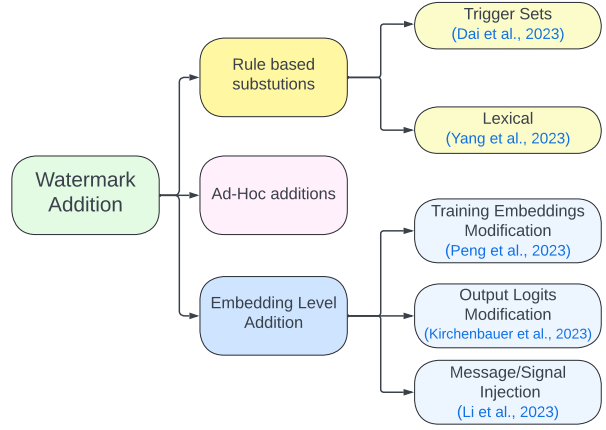 Watermark
Addition
Rule based
substutions
Trigger Sets
(Dai et al., 2023)
Lexical
(Yang et al., 2023)
Ad-Hoc additions
Embedding Level
Addition
Training Embeddings
Modification
(Peng et al., 2023)
Output Logits
Modification
(Kirchenbauer et al., 2023)
Message/Signal
Injection
(Li et al., 2023)